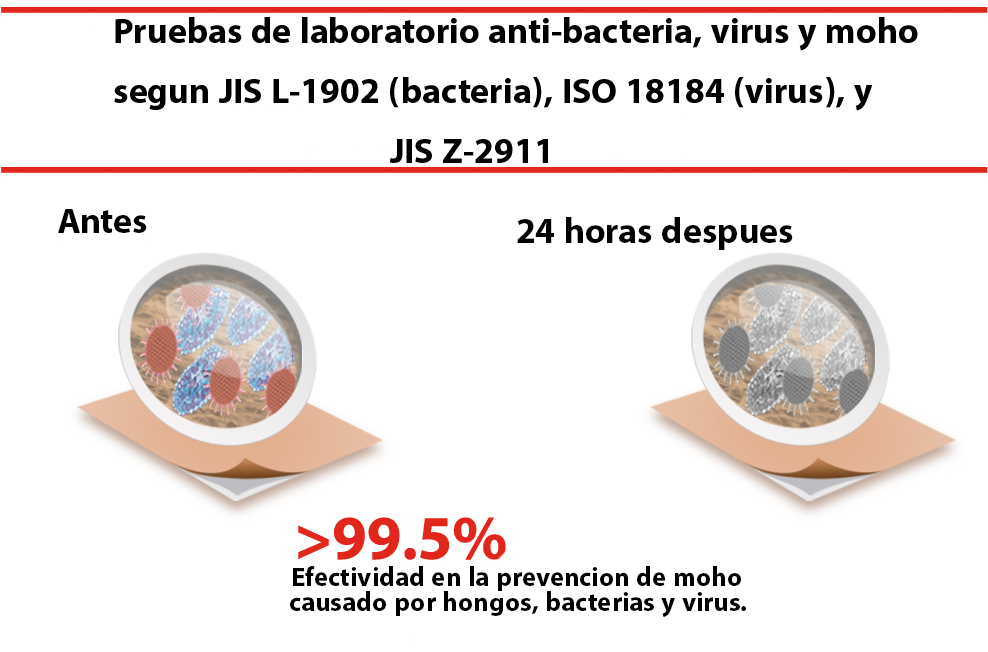 Pruebas de laboratorio anti-bacteria, virus y moho
segun JIS L-1902 (bacteria), ISO 18184 (virus), y
JIS Z-2911
Antes
24 horas despues
>99.5%
Efectividad en la prevencion de moho
causado por hongos, bacterias y virus.